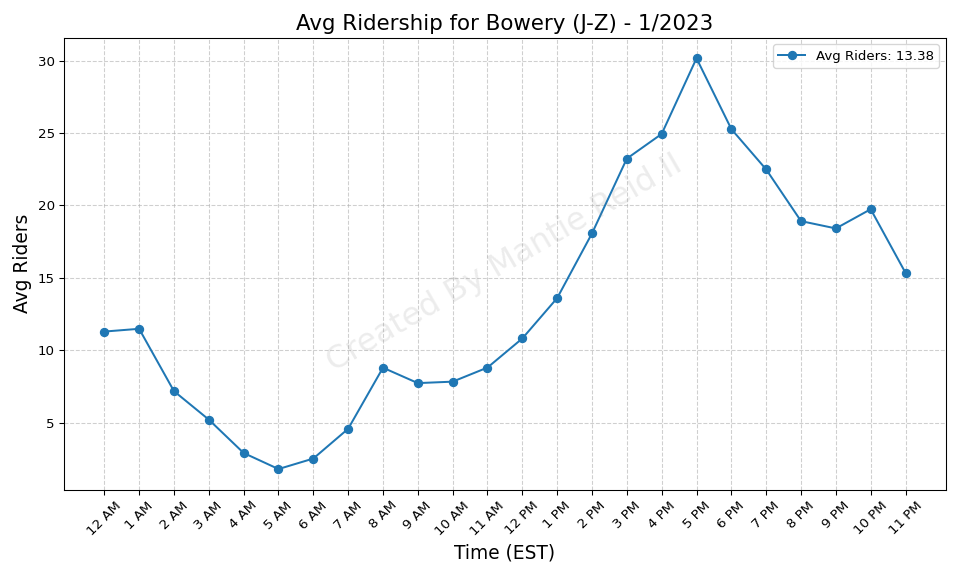 Avg Ridership for Bowery (J-Z) - 1/2023
Avg Riders: 13.38
Avg Riders
30
25
20
15
10
5
Created By Mantle Reid II
12 AM
1 AM
2 AM
3 AM
4 AM
5 AM
6 AM
7 AM
8 AM
9 AM
10 AM
11 AM
12 PM
1 PM
2 PM
3 PM
4 PM
5 PM
6 PM
7 PM
8 PM
9 PM
10 PM
11 PM
Time (EST)